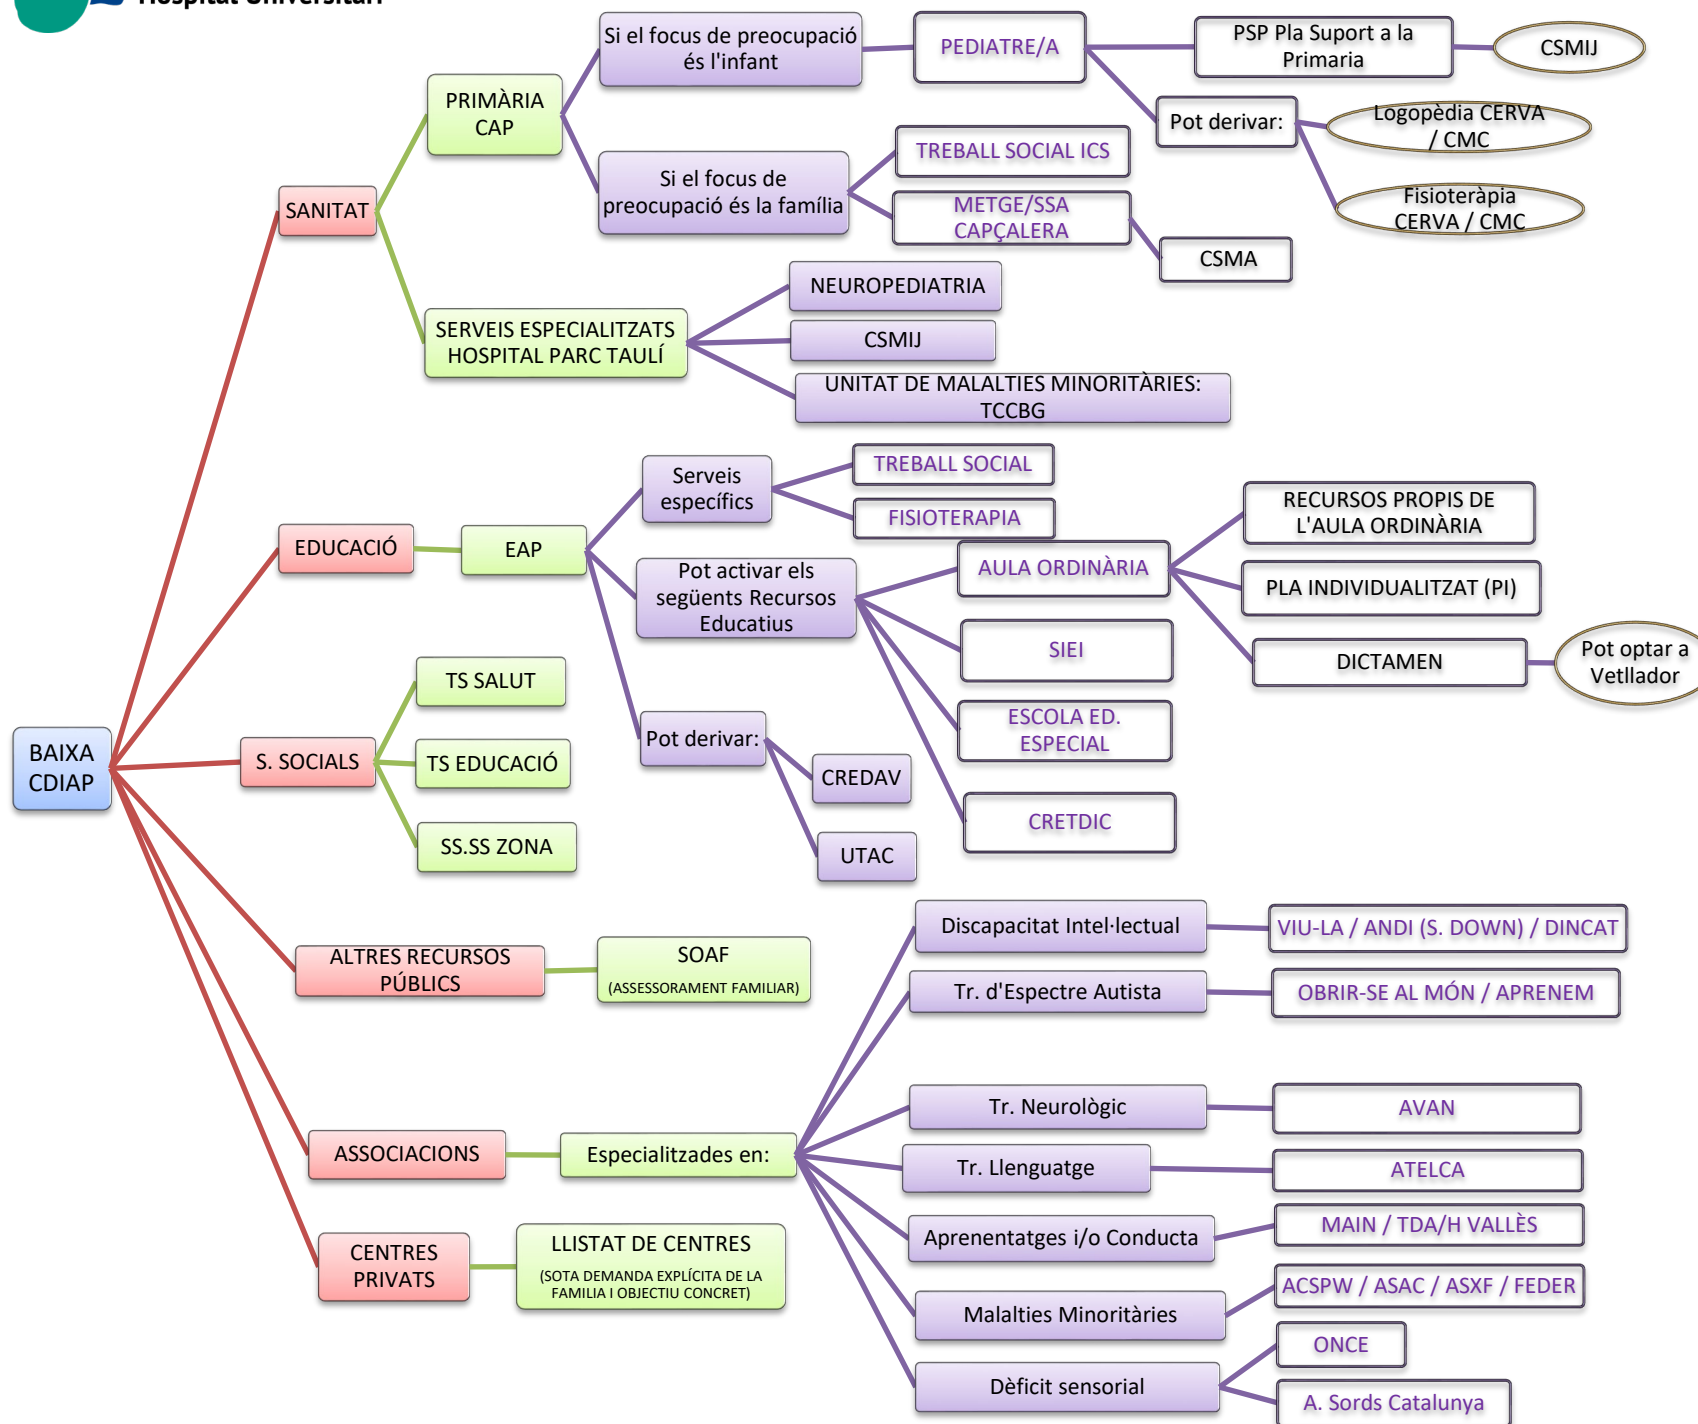 Hospital Universitari
Si el focus de preocupació
és l'infant
PEDIATRE/A
PSP Pla Suport a la
Primaria
CSMIJ
PRIMÀRIA
CAP
Pot derivar:
Logopèdia CERVA
/ CMC
Fisioteràpia
CERVA / CMC
Si el focus de
preocupació és la família
TREBALL SOCIAL ICS
METGE/SSA
CAPÇALERA
CSMA
SANITAT
SERVEIS ESPECIALITZATS
HOSPITAL PARC TAULÍ
NEUROPEDIATRIA
CSMIJ
UNITAT DE MALALTIES MINORITÀRIES:
TCCBG
EDUCACIÓ
EAP
Serveis
específics
TREBALL SOCIAL
FISIOTERAPIA
Pot activar els
següents Recursos
Educatius
AULA ORDINÀRIA
RECURSOS PROPIS DE
L'AULA ORDINÀRIA
PLA INDIVIDUALITZAT (PI)
DICTAMEN
Pot optar a
Vetllador
SIEI
ESCOLA ED.
ESPECIAL
CRETDIC
Pot derivar:
CREDAV
UTAC
BAIXA
CDIAP
S. SOCIALS
TS SALUT
TS EDUCACIÓ
SS.SS ZONA
ALTRES RECURSOS
PÚBLICS
SOAF
(ASSESSORAMENT FAMILIAR)
ASSOCIACIONS
Especialitzades en:
Discapacitat Intel·lectual
VIU-LA / ANDI (S. DOWN) / DINCAT
Tr. d'Espectre Autista
OBRIR-SE AL MÓN / APRENEM
Tr. Neurològic
AVAN
Tr. Llenguatge
ATELCA
Aprenentatges i/o Conducta
MAIN / TDA/H VALLÈS
Malalties Minoritàries
ACSPW / ASAC / ASXF / FEDER
Dèficit sensorial
ONCE
A. Sords Catalunya
CENTRES
PRIVATS
LLISTAT DE CENTRES
(SOTA DEMANDA EXPLÍCITA DE LA
FAMILIA I OBJECTIU CONCRET)